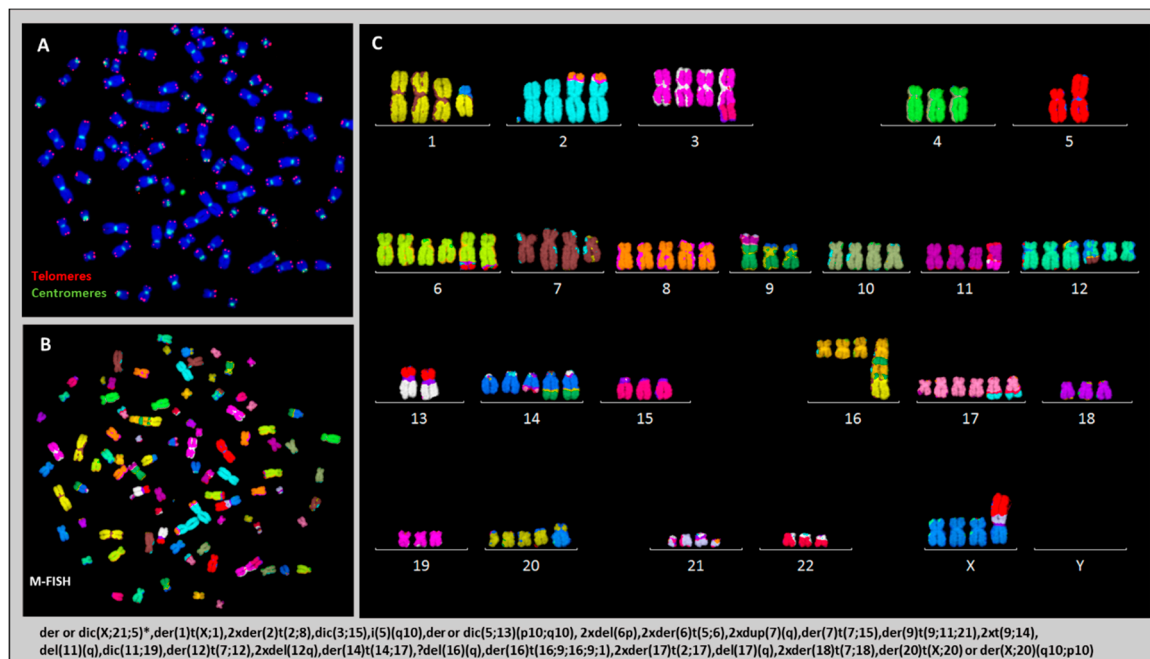 A
Telomeres
Centromeres
B
M-FISH
C
1 2 3 4 5
6 7 8 9 10 11 12
13 14 15 16 17 18
19 20 21 22 X Y
der or dic(X;21;5)*,der(1)t(X;1),2xder(2)t(2;8),dic(3;15),i(5)(q10),der or dic(5;13)(p10;q10), 2xdel(6p),2xder(6)t(5;6),2xdup(7)(q),der(7)t(7;15),der(9)t(9;11;21),2xt(9;14),
del(11)(q),dic(11;19),der(12)t(7;12),2xdel(12q),der(14)t(14;17),?del(16)(q),der(16)t(16;9;16;9;1),2xder(17)t(2;17),del(17)(q),2xder(18)t(7;18),der(20)t(X;20) or der(X;20)(q10;p10)